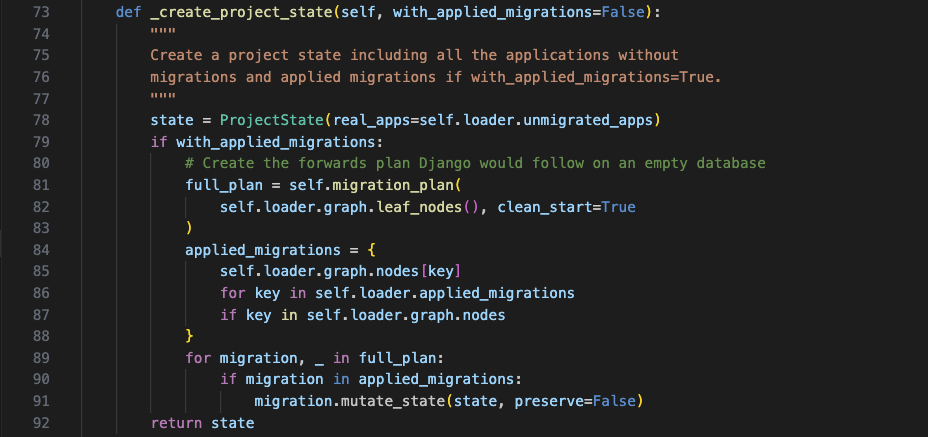 73 def _create_project_state(self, with_applied_migrations=False):
74 """
75 Create a project state including all the applications without
76 migrations and applied migrations if with_applied_migrations=True.
77 """
78 state = ProjectState(real_apps=self.loader.unmigrated_apps)
79 if with_applied_migrations:
80 # Create the forwards plan Django would follow on an empty database
81 full_plan = self.migration_plan(
82 self.loader.graph.leaf_nodes(), clean_start=True
83 )
84 applied_migrations = {
85 self.loader.graph.nodes[key]
86 for key in self.loader.applied_migrations
87 if key in self.loader.graph.nodes
88 }
89 for migration, _ in full_plan:
90 if migration in applied_migrations:
91 migration.mutate_state(state, preserve=False)
92 return state